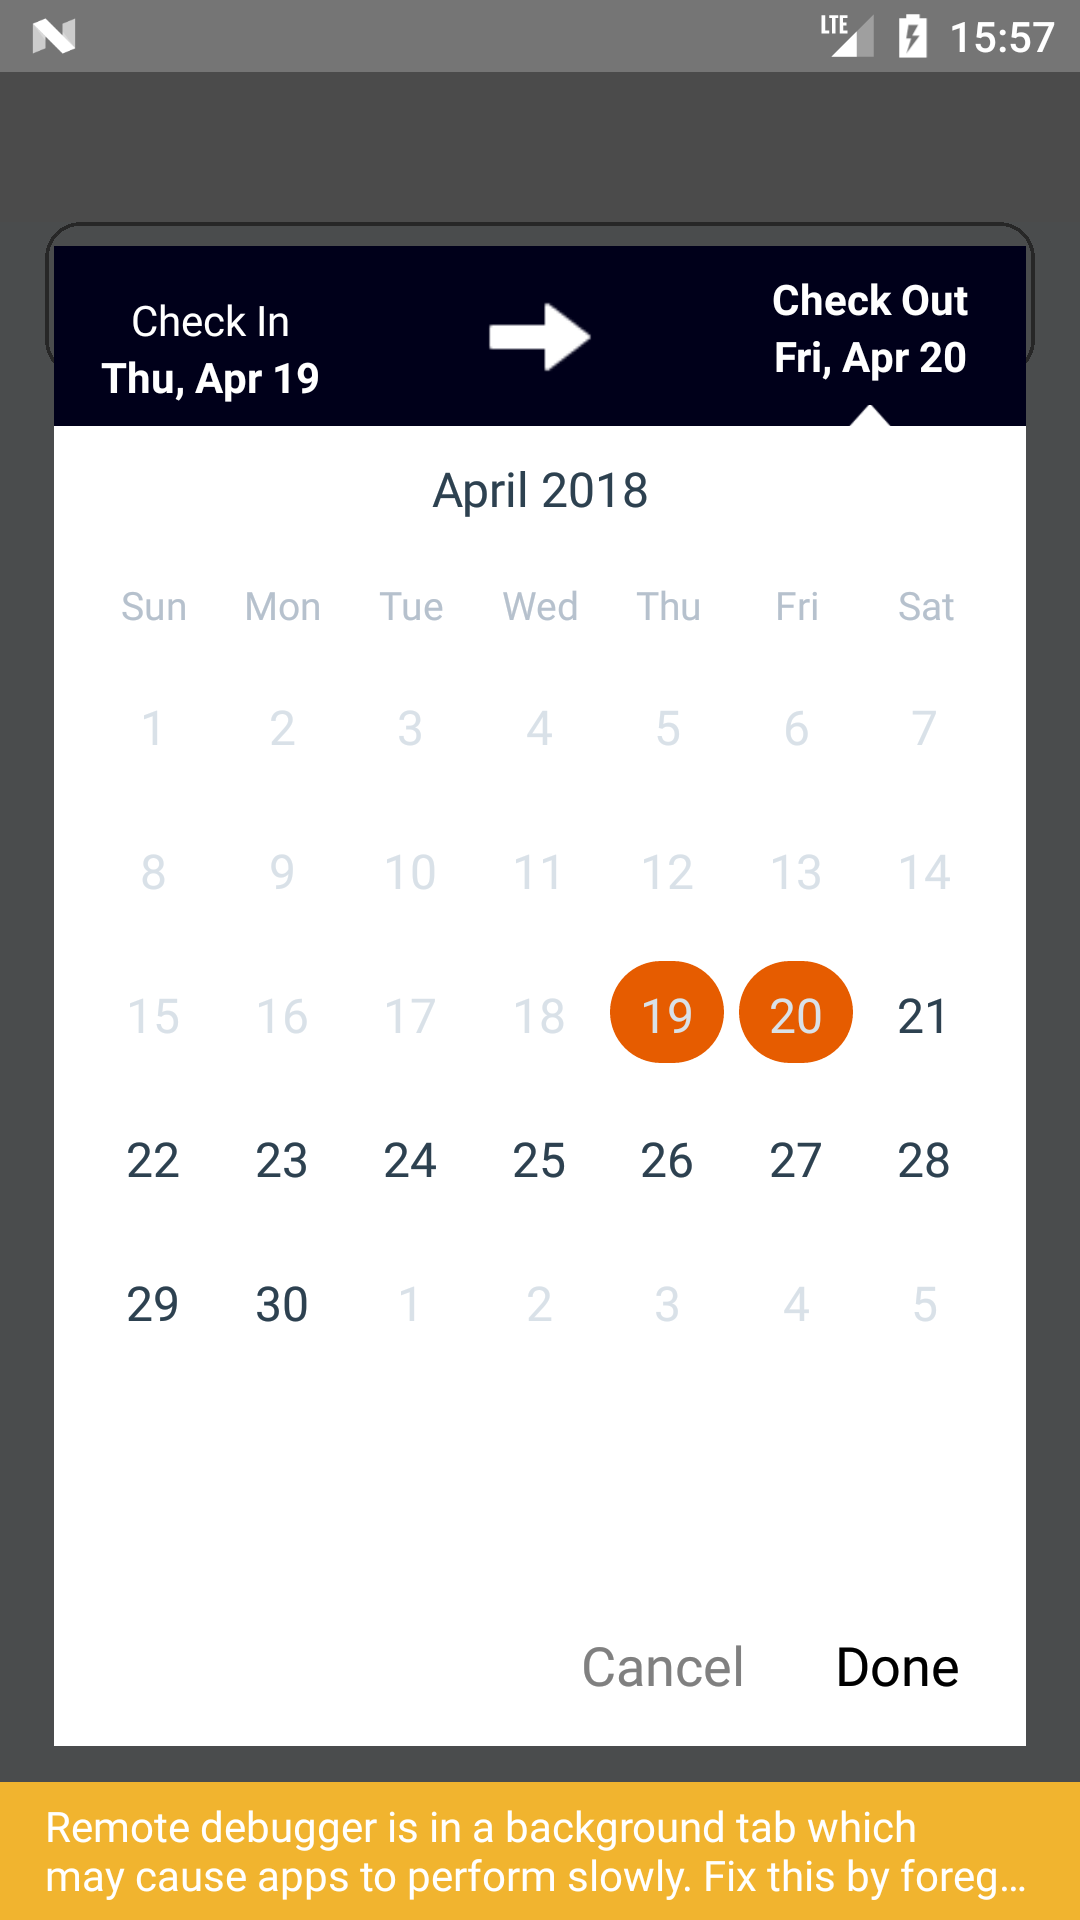 LTE 15:57
Check In
Thu, Apr 19
Check Out
Fri, Apr 20
April 2018
Sun Mon Tue Wed Thu Fri Sat
1 2 3 4 5 6 7
8 9 10 11 12 13 14
15 16 17 18 19 20 21
22 23 24 25 26 27 28
29 30 1 2 3 4 5
Cancel Done
Remote debugger is in a background tab which
may cause apps to perform slowly. Fix this by foreg…